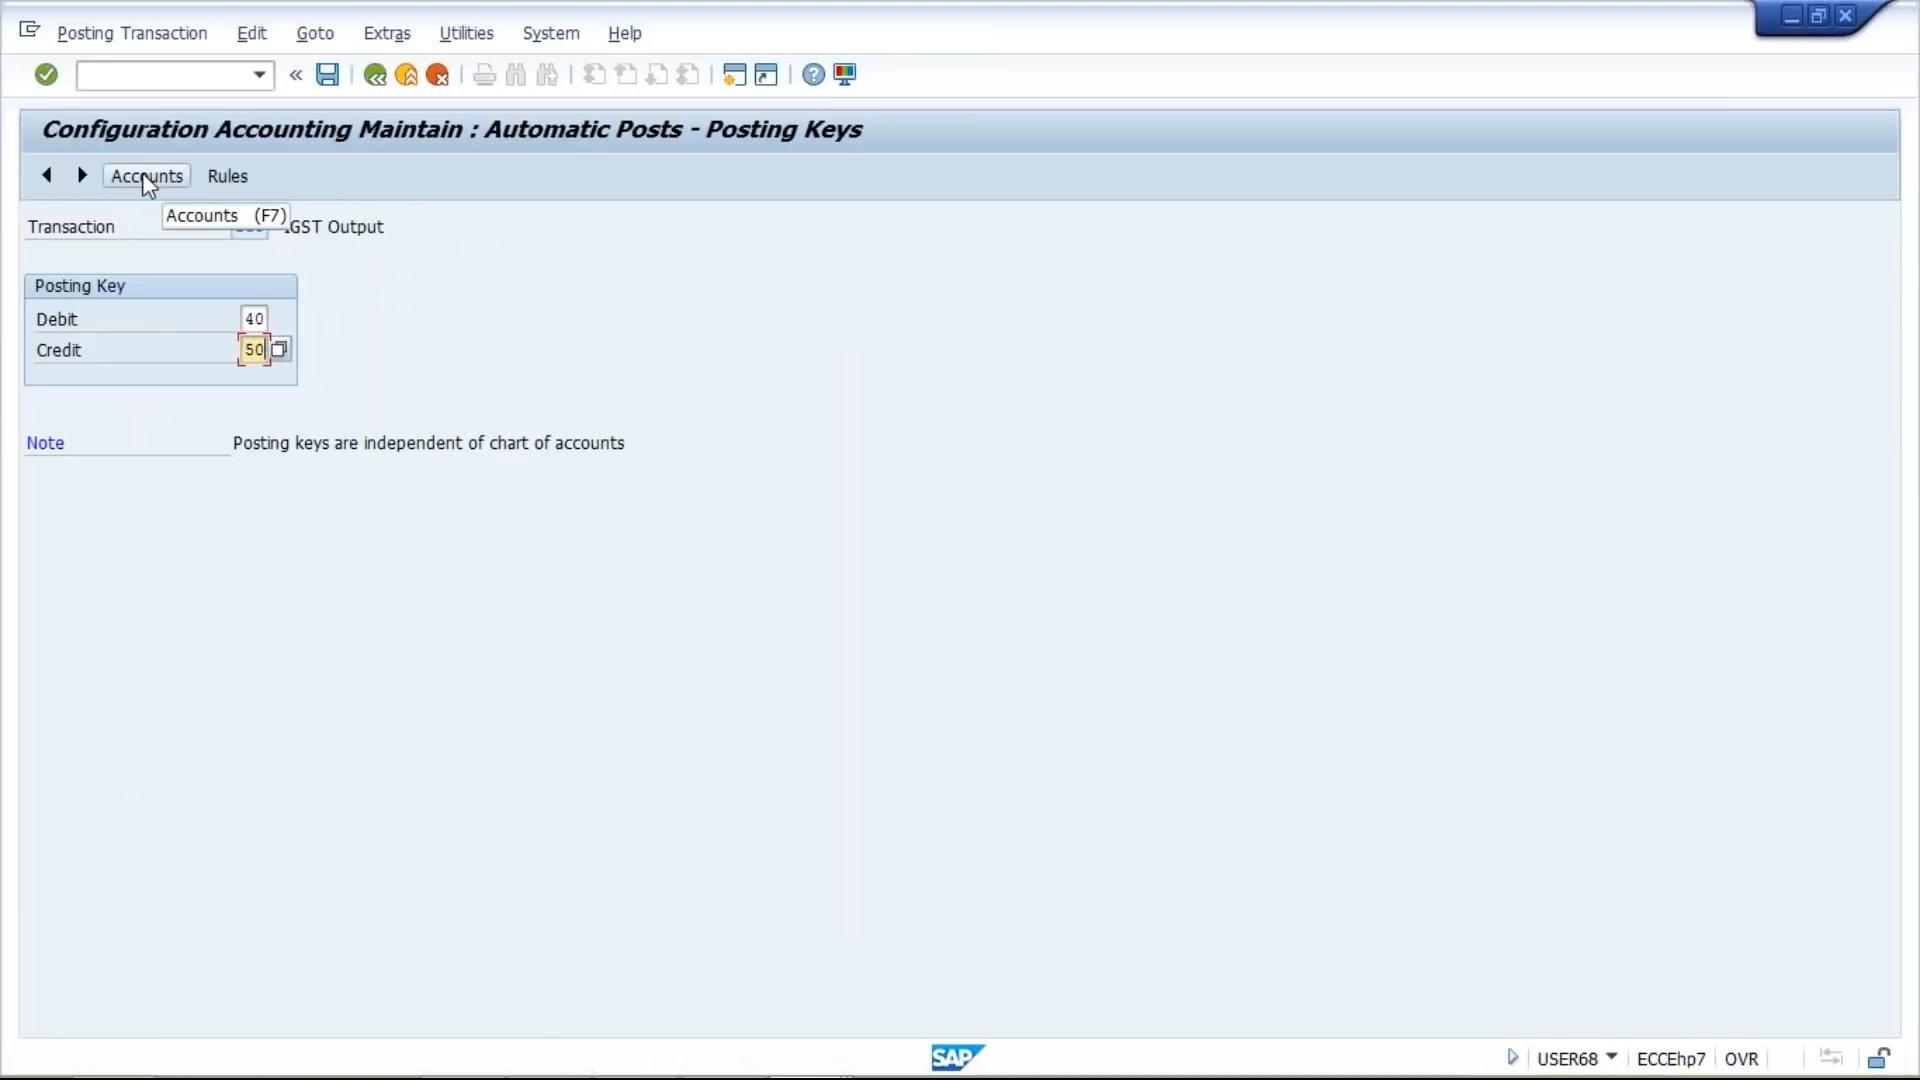 Posting Transaction Edit Goto Extras Utilities System Help
Configuration Accounting Maintain : Automatic Posts - Posting Keys
Accounts Rules
Accounts (F7)
Transaction GST Output
Posting Key
Debit 40
Credit 50
Note Posting keys are independent of chart of accounts
SAP USER68 ECCEhp7 OVR